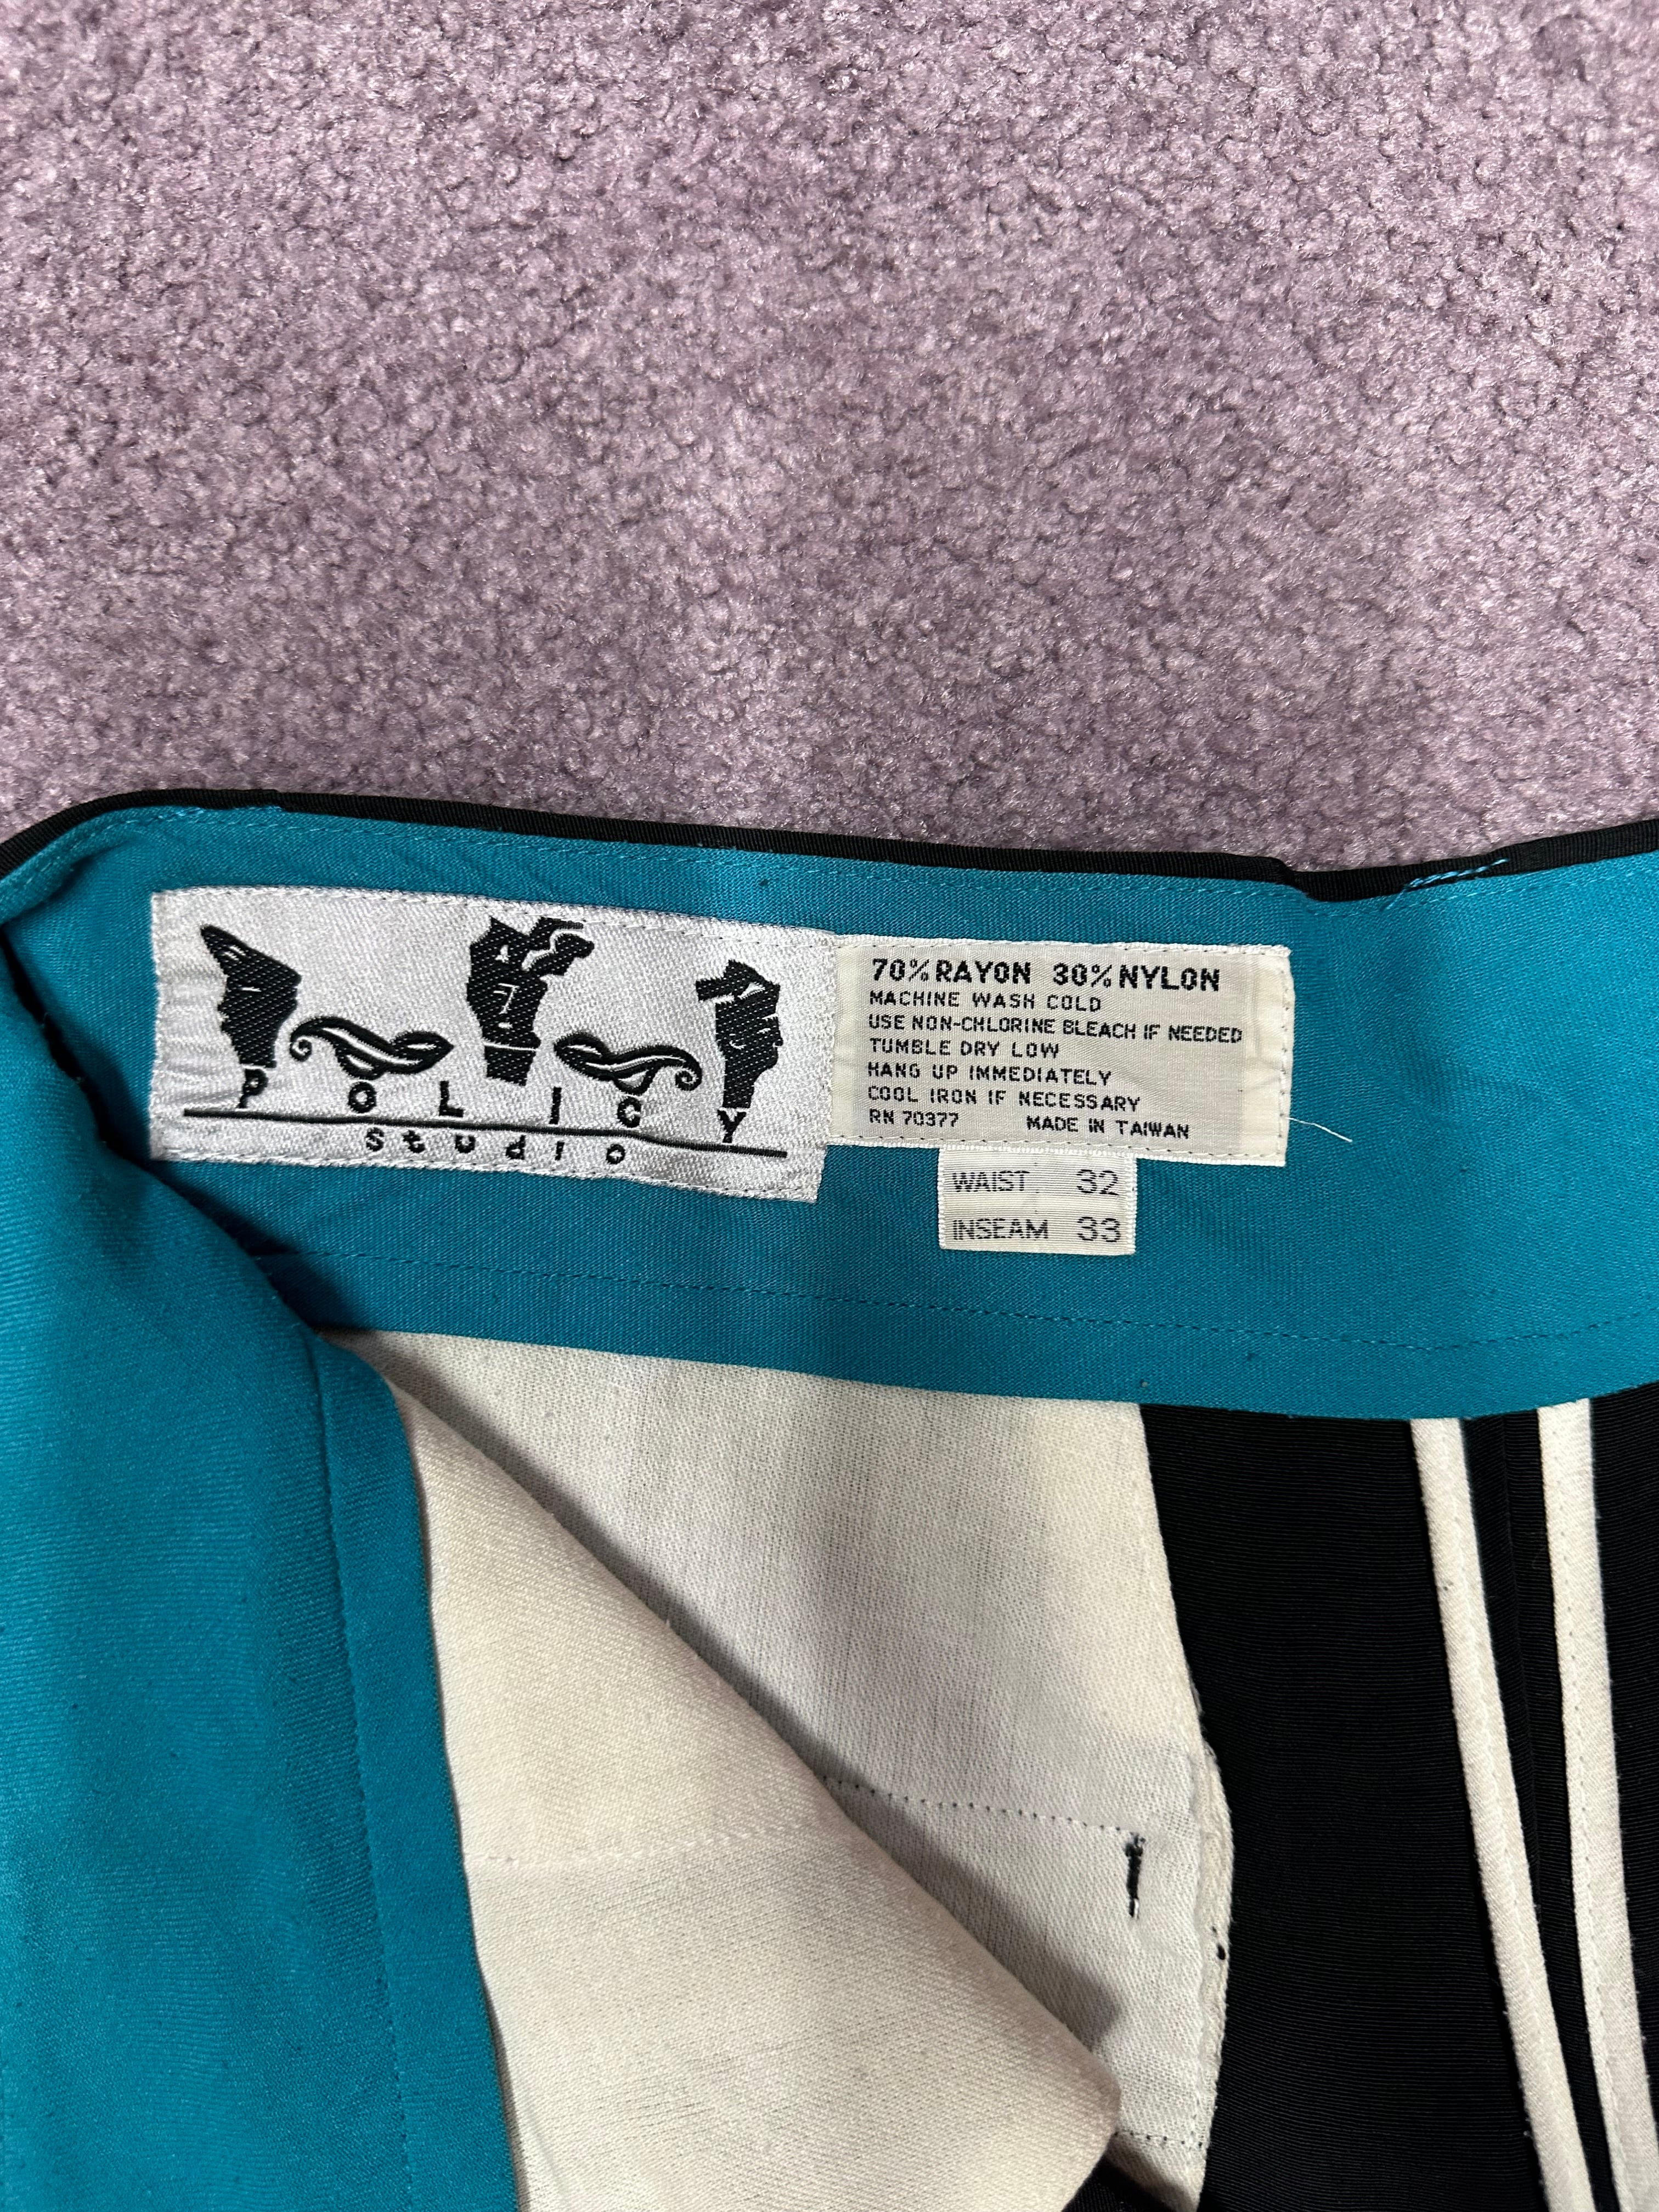 POLICY
Studio
70% RAYON 30% NYLON
MACHINE WASH COLD
USE NON-CHLORINE BLEACH IF NEEDED
TUMBLE DRY LOW
HANG UP IMMEDIATELY
COOL IRON IF NECESSARY
RN 70377 MADE IN TAIWAN
WAIST 32
INSEAM 33